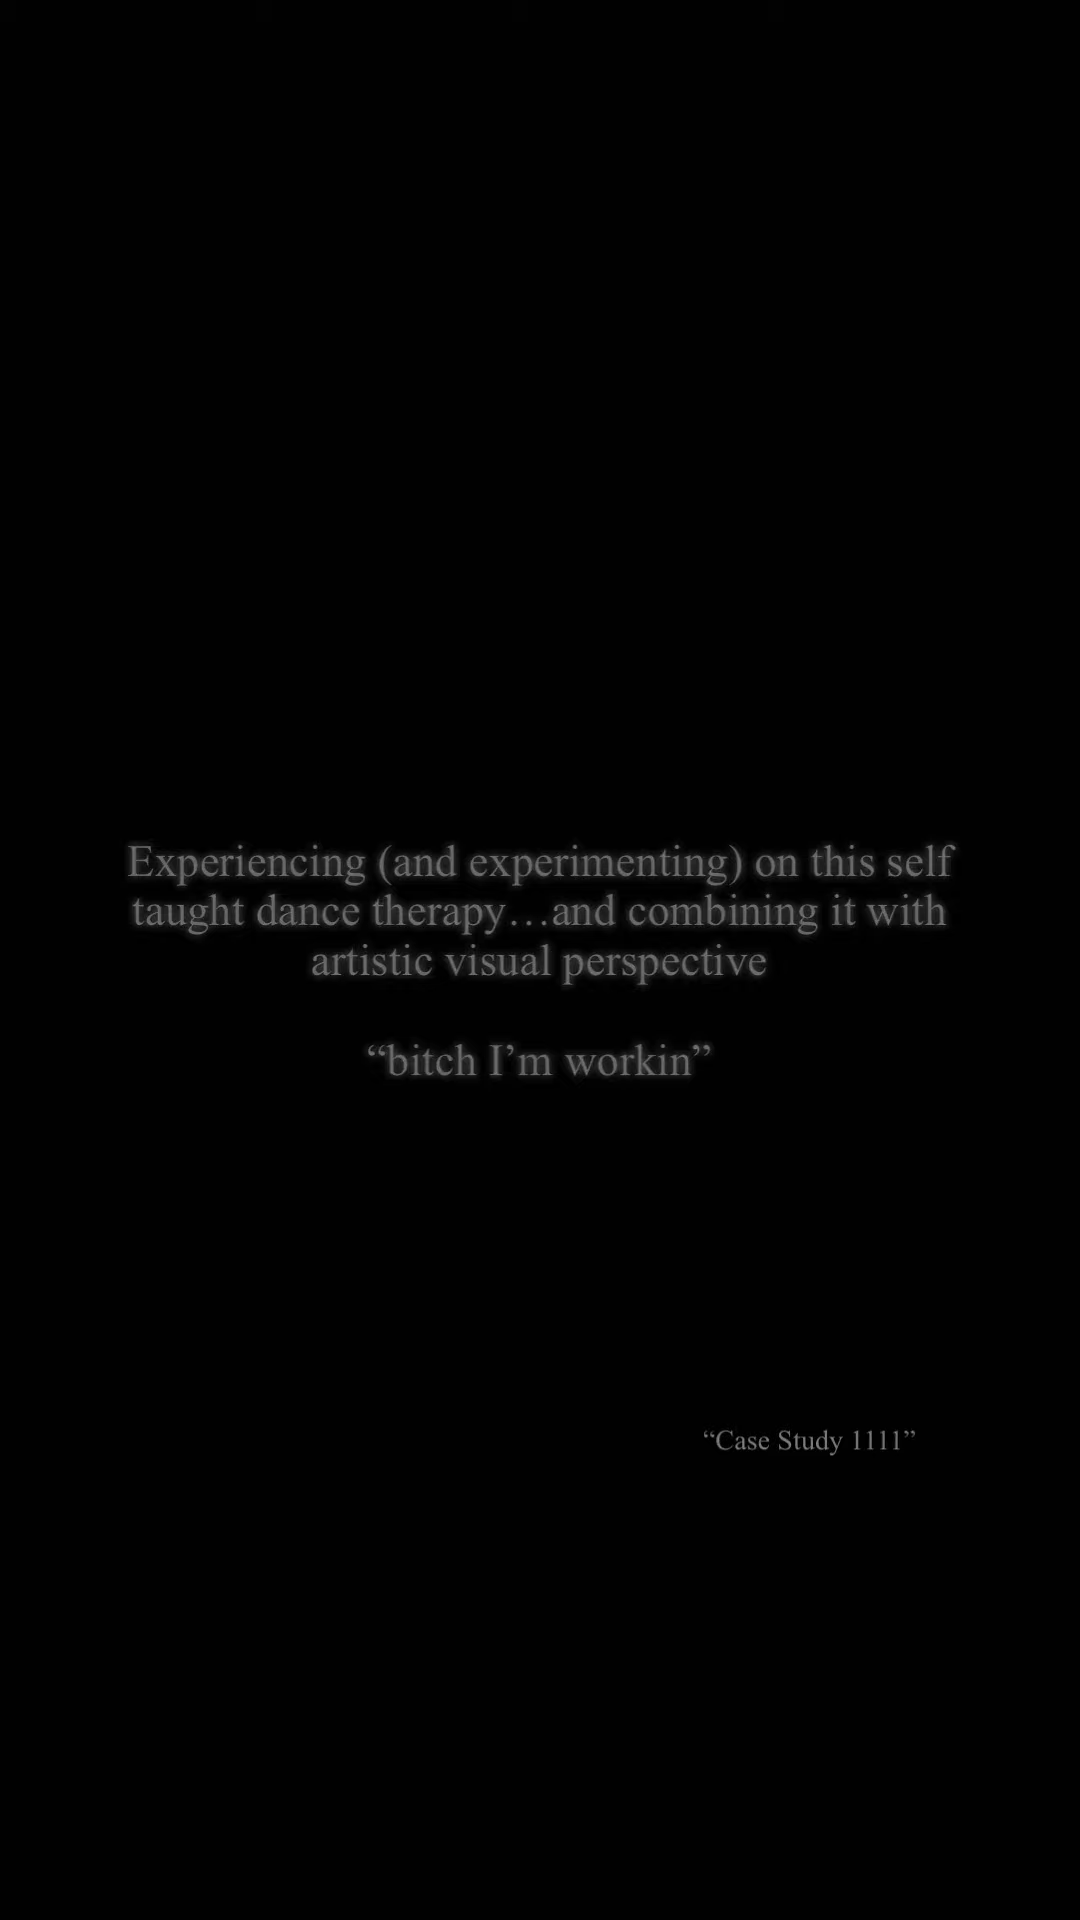 Experiencing (and experimenting) on this self
taught dance therapy…and combining it with
artistic visual perspective
“bitch I’m workin”
“Case Study 1111”